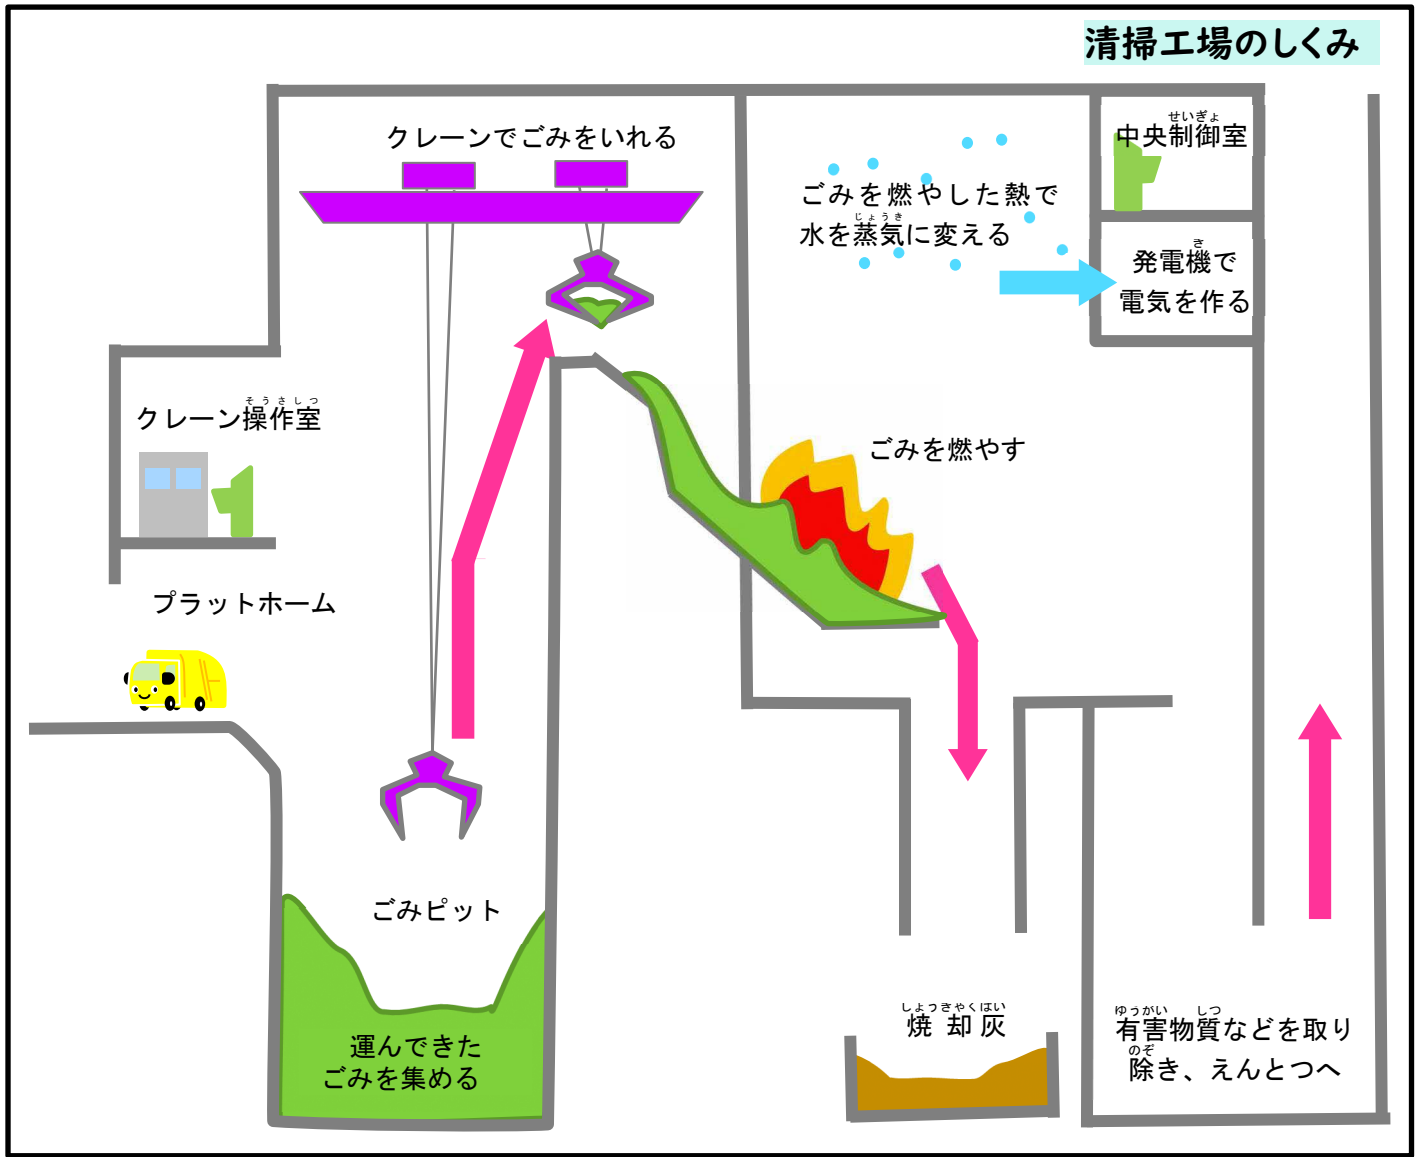 清掃工場のしくみ
クレーンでごみをいれる
せいぎょ
中央制御室
ごみを燃やした熱で
じょうき
水を蒸気に変える
き
発電機で
電気を作る
そうさしつ
クレーン操作室
ごみを燃やす
プラットホーム
ごみピット
運んできた
ごみを集める
しょうきゃくはい
焼却灰
ゆうがい しつ
有害物質などを取り
のぞ
除き、えんとつへ